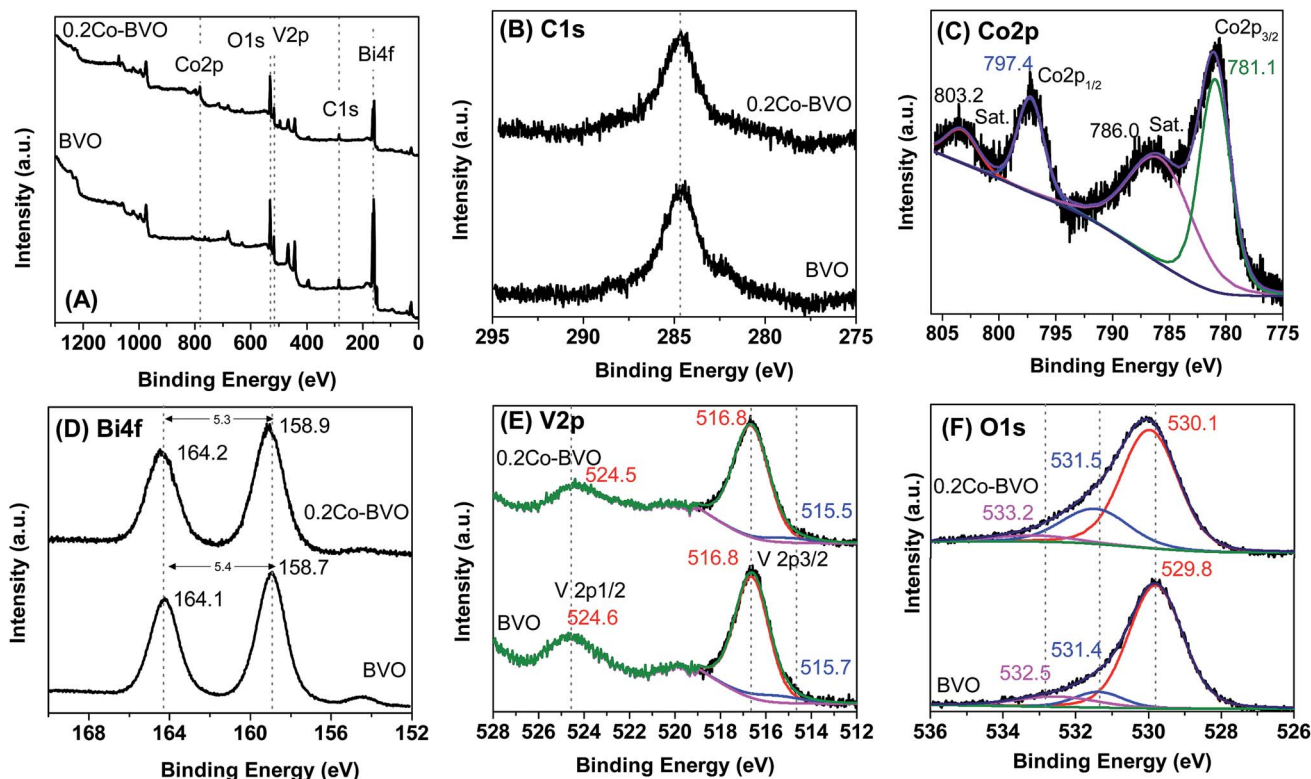 0.2Co-BVO
O1s
V2p
Bi4f
Co2p
C1s
BVO
(A)
Intensity (a.u.)
1200 1000 800 600 400 200 0
Binding Energy (eV)
(B) C1s
0.2Co-BVO
BVO
Intensity (a.u.)
295 290 285 280 275
Binding Energy (eV)
(C) Co2p
Co2p3/2
797.4
781.1
Co2p1/2
803.2
Sat.
786.0
Sat.
Intensity (a.u.)
805 800 795 790 785 780 775
Binding Energy (eV)
(D) Bi4f
5.3
158.9
164.2
0.2Co-BVO
5.4
158.7
164.1
BVO
Intensity (a.u.)
168 164 160 156 152
Binding Energy (eV)
(E) V2p
516.8
0.2Co-BVO
524.5
515.5
516.8
V 2p3/2
V 2p1/2
524.6
BVO
515.7
Intensity (a.u.)
528 526 524 522 520 518 516 514 512
Binding Energy (eV)
(F) O1s
530.1
531.5
0.2Co-BVO
533.2
529.8
531.4
532.5
BVO
Intensity (a.u.)
536 534 532 530 528 526
Binding Energy (eV)